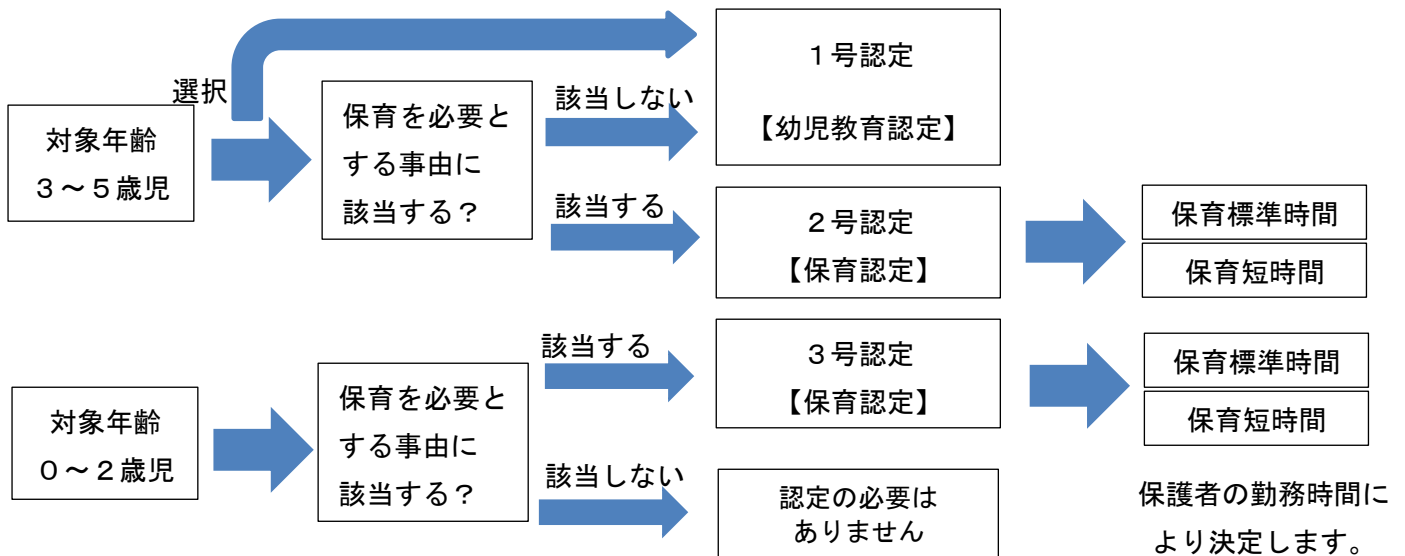 選択
対象年齢
３～５歳児
保育を必要と
する事由に
該当する？
該当しない
１号認定
【幼児教育認定】
該当する
２号認定
【保育認定】
保育標準時間
保育短時間
対象年齢
０～２歳児
保育を必要と
する事由に
該当する？
該当する
３号認定
【保育認定】
保育標準時間
保育短時間
該当しない
認定の必要は
ありません
保護者の勤務時間に
より決定します。